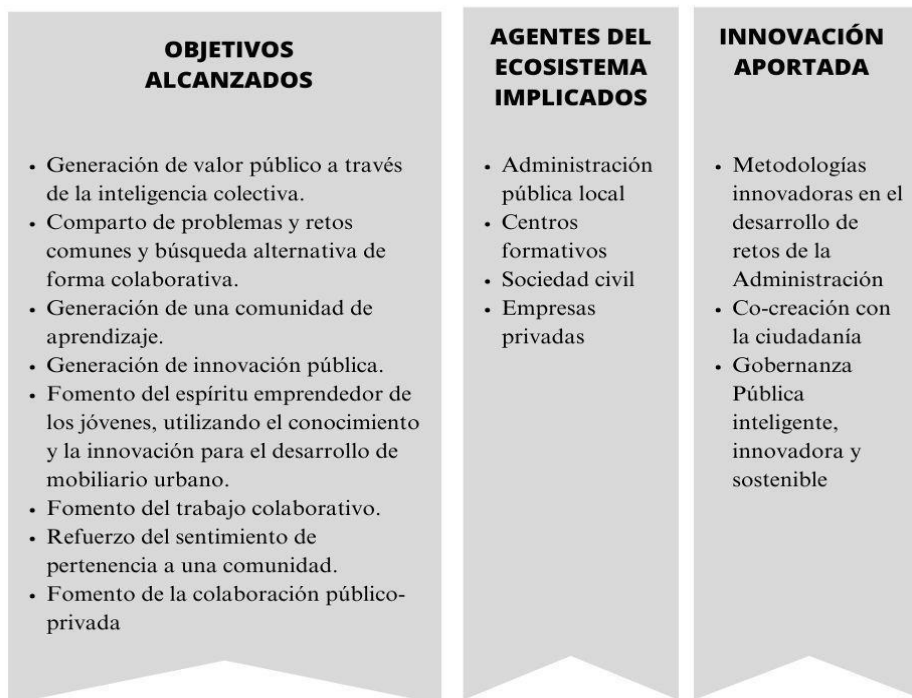 OBJETIVOS
ALCANZADOS
• Generación de valor público a través
de la inteligencia colectiva.
• Comparto de problemas y retos
comunes y búsqueda alternativa de
forma colaborativa.
• Generación de una comunidad de
aprendizaje.
• Generación de innovación pública.
• Fomento del espíritu emprendedor de
los jóvenes, utilizando el conocimiento
y la innovación para el desarrollo de
mobiliario urbano.
• Fomento del trabajo colaborativo.
• Refuerzo del sentimiento de
pertenencia a una comunidad.
• Fomento de la colaboración público-
privada
AGENTES DEL
ECOSISTEMA
IMPLICADOS
• Administración
pública local
• Centros
formativos
• Sociedad civil
• Empresas
privadas
INNOVACIÓN
APORTADA
• Metodologías
innovadoras en el
desarrollo de
retos de la
Administración
• Co-creación con
la ciudadanía
• Gobernanza
Pública
inteligente,
innovadora y
sostenible